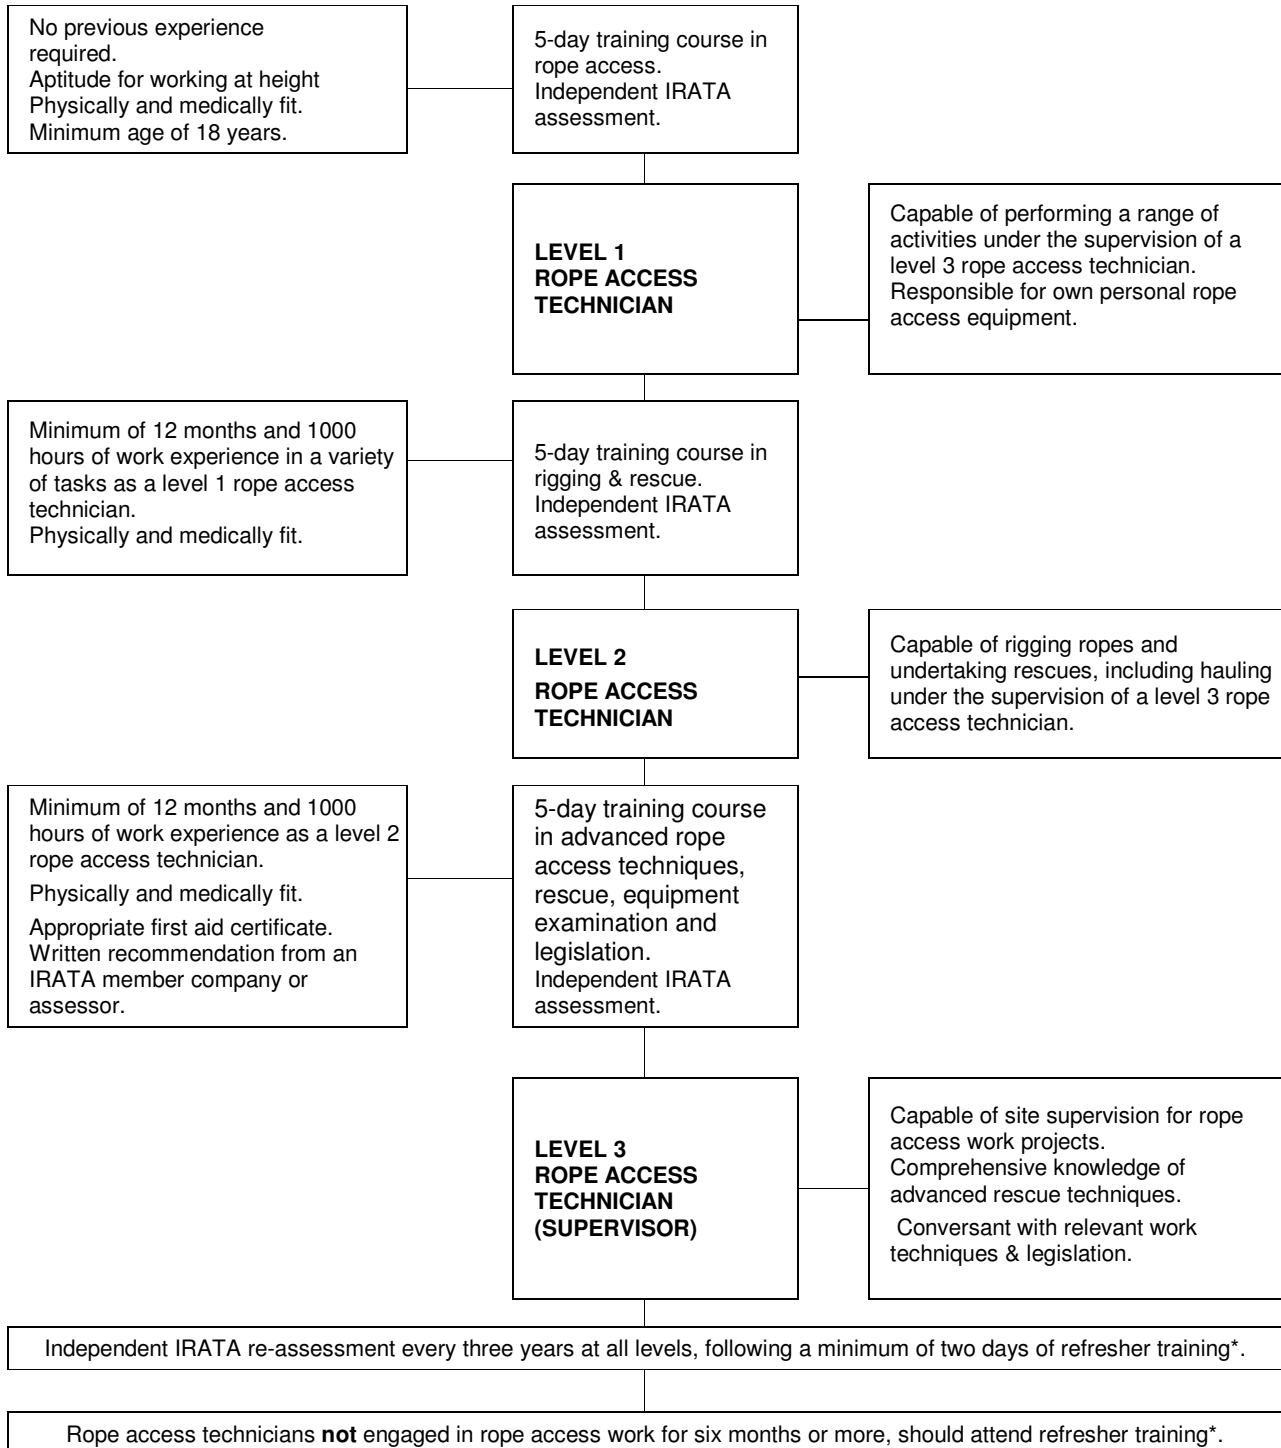 No previous experience
required.
Aptitude for working at height
Physically and medically fit.
Minimum age of 18 years.
5-day training course in
rope access.
Independent IRATA
assessment.
LEVEL 1
ROPE ACCESS
TECHNICIAN
Capable of performing a range of
activities under the supervision of a
level 3 rope access technician.
Responsible for own personal rope
access equipment.
Minimum of 12 months and 1000
hours of work experience in a variety
of tasks as a level 1 rope access
technician.
Physically and medically fit.
5-day training course in
rigging & rescue.
Independent IRATA
assessment.
LEVEL 2
ROPE ACCESS
TECHNICIAN
Capable of rigging ropes and
undertaking rescues, including hauling
under the supervision of a level 3 rope
access technician.
Minimum of 12 months and 1000
hours of work experience as a level 2
rope access technician.
Physically and medically fit.
Appropriate first aid certificate.
Written recommendation from an
IRATA member company or
assessor.
5-day training course
in advanced rope
access techniques,
rescue, equipment
examination and
legislation.
Independent IRATA
assessment.
LEVEL 3
ROPE ACCESS
TECHNICIAN
(SUPERVISOR)
Capable of site supervision for rope
access work projects.
Comprehensive knowledge of
advanced rescue techniques.
Conversant with relevant work
techniques & legislation.
Independent IRATA re-assessment every three years at all levels, following a minimum of two days of refresher training*.
Rope access technicians not engaged in rope access work for six months or more, should attend refresher training*.